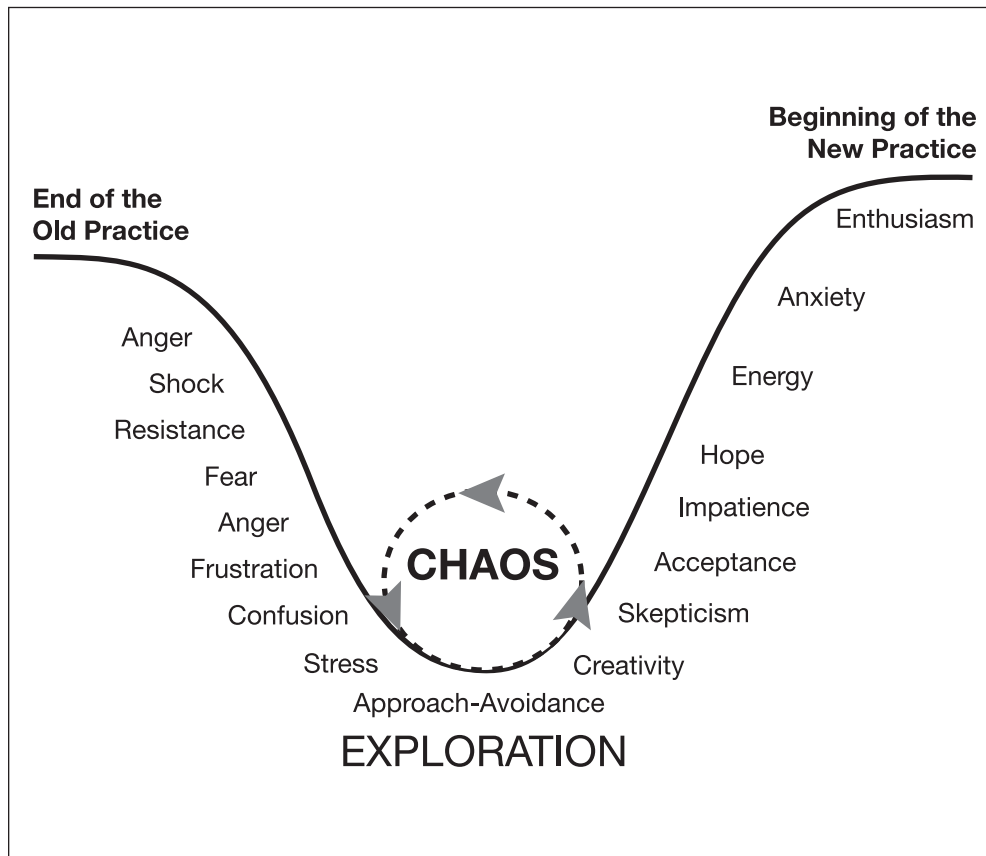 End of the
Old Practice
Anger
Shock
Resistance
Fear
Anger
Frustration
Confusion
Stress
Approach-Avoidance
EXPLORATION
CHAOS
Beginning of the
New Practice
Enthusiasm
Anxiety
Energy
Hope
Impatience
Acceptance
Skepticism
Creativity